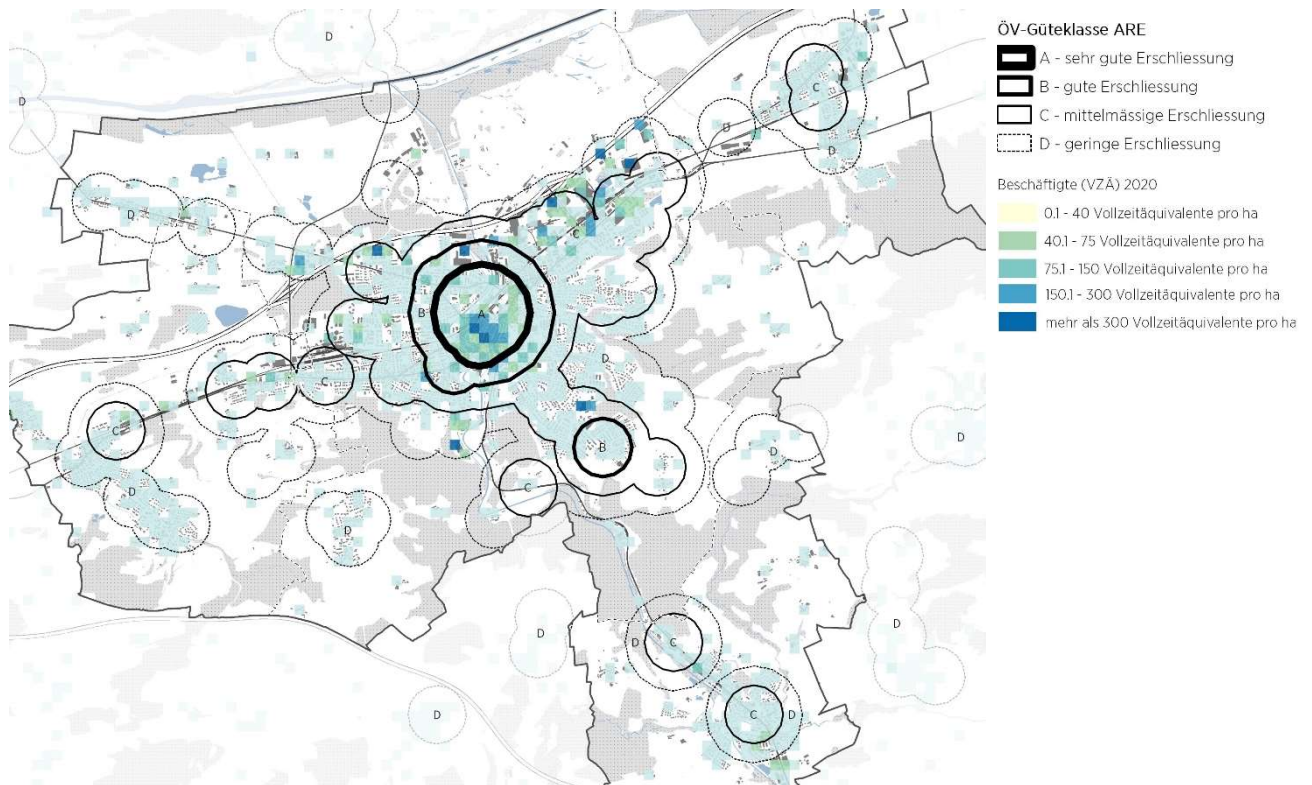 ÖV-Güteklasse ARE
A - sehr gute Erschliessung
B - gute Erschliessung
C - mittelmässige Erschliessung
D - geringe Erschliessung
Beschäftigte (VZÄ) 2020
0.1 - 40 Vollzeitäquivalente pro ha
40.1 - 75 Vollzeitäquivalente pro ha
75.1 - 150 Vollzeitäquivalente pro ha
150.1 - 300 Vollzeitäquivalente pro ha
mehr als 300 Vollzeitäquivalente pro ha
D
D
C
D
D
D
C
B
A
C
D
C
C
B
D
D
D
C
D
D
D
D
C
D
C
D